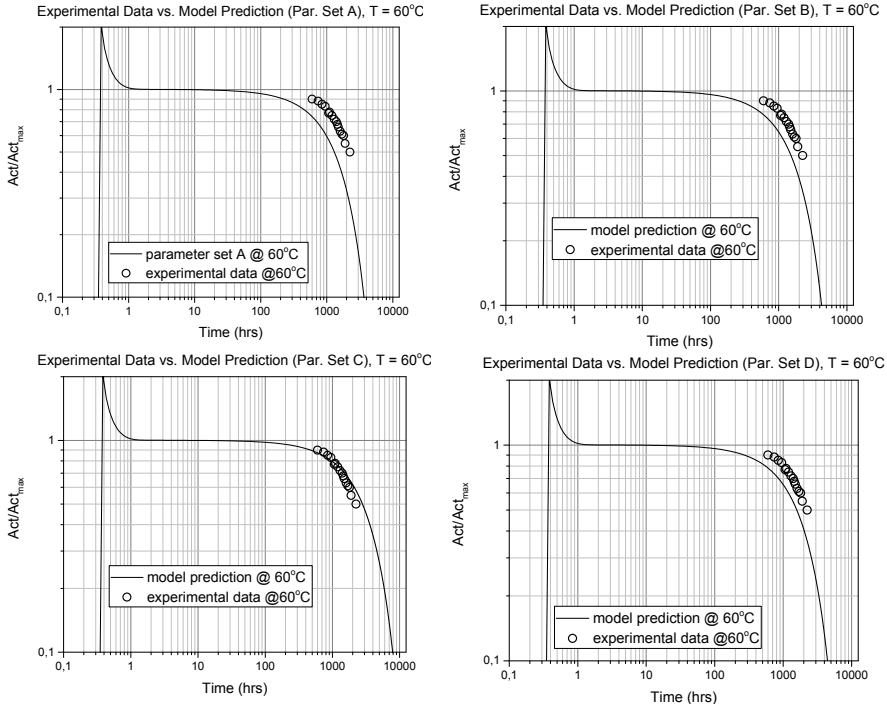 Experimental Data vs. Model Prediction (Par. Set A), T = 60°C
Act/Act_max
1
0,1
parameter set A @ 60°C
experimental data @60°C
0,1 1 10 100 1000 10000
Time (hrs)
Experimental Data vs. Model Prediction (Par. Set B), T = 60°C
Act/Act_max
1
0,1
model prediction @ 60°C
experimental data @60°C
0,1 1 10 100 1000 10000
Time (hrs)
Experimental Data vs. Model Prediction (Par. Set C), T = 60°C
Act/Act_max
1
0,1
model prediction @ 60°C
experimental data @60°C
0,1 1 10 100 1000 10000
Time (hrs)
Experimental Data vs. Model Prediction (Par. Set D), T = 60°C
Act/Act_max
1
0,1
model prediction @ 60°C
experimental data @60°C
0,1 1 10 100 1000 10000
Time (hrs)